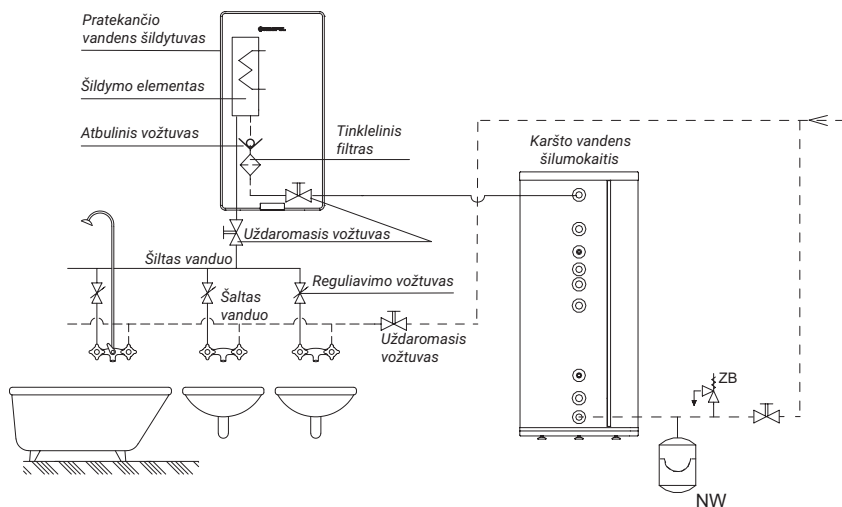 Pratekančio
vandens šildytuvas
Šildymo elementas
Atbulinis vožtuvas
Tinklelinis
filtras
Karšto vandens
šilumokaitis
Uždaromasis vožtuvas
Šiltas vanduo
Reguliavimo vožtuvas
Šaltas
vanduo
Uždaromasis
vožtuvas
ZB
NW